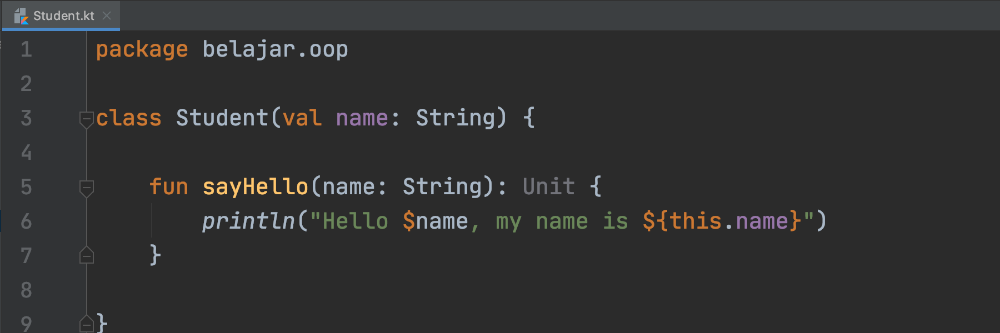 Student.kt
1 package belajar.oop
2
3 class Student(val name: String) {
4
5     fun sayHello(name: String): Unit {
6         println("Hello $name, my name is ${this.name}")
7     }
8
9 }